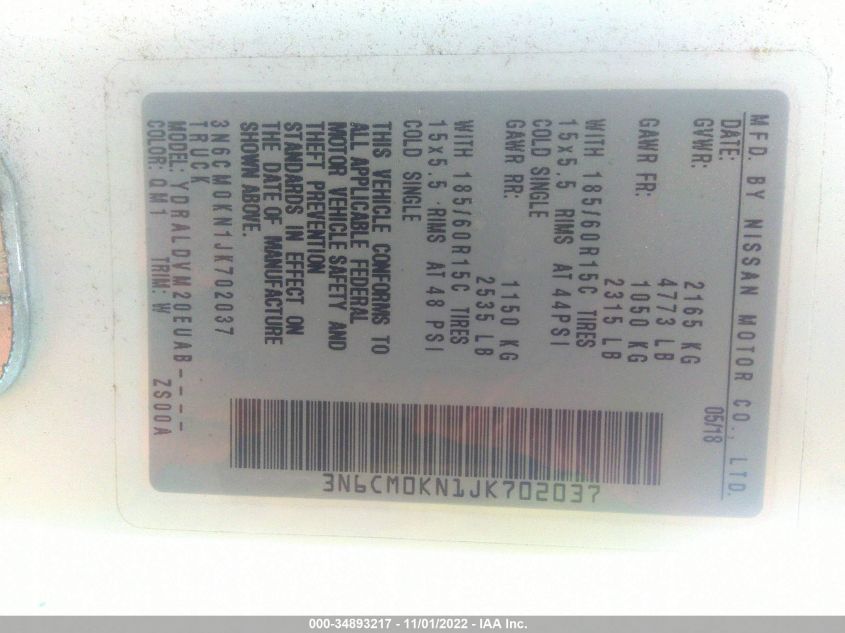 MFD. BY NISSAN MOTOR CO., LTD.
DATE: 05/18
GVWR: 2165 KG
4773 LB
GAWR FR: 1050 KG
2315 LB
WITH 185/60R15C TIRES
15x5.5 RIMS AT 44PSI
COLD SINGLE
GAWR RR: 1150 KG
2535 LB
WITH 185/60R15C TIRES
15x5.5 RIMS AT 48 PSI
COLD SINGLE
THIS VEHICLE CONFORMS TO
ALL APPLICABLE FEDERAL
MOTOR VEHICLE SAFETY AND
THEFT PREVENTION
STANDARDS IN EFFECT ON
THE DATE OF MANUFACTURE
SHOWN ABOVE.
3N6CM0KN1JK702037
TRUCK
MODEL: YDRALDVM20EUAB-----
COLOR: QM1 TRIM: W ZS00A
3N6CM0KN1JK702037
000-34893217 - 11/01/2022 - IAA Inc.